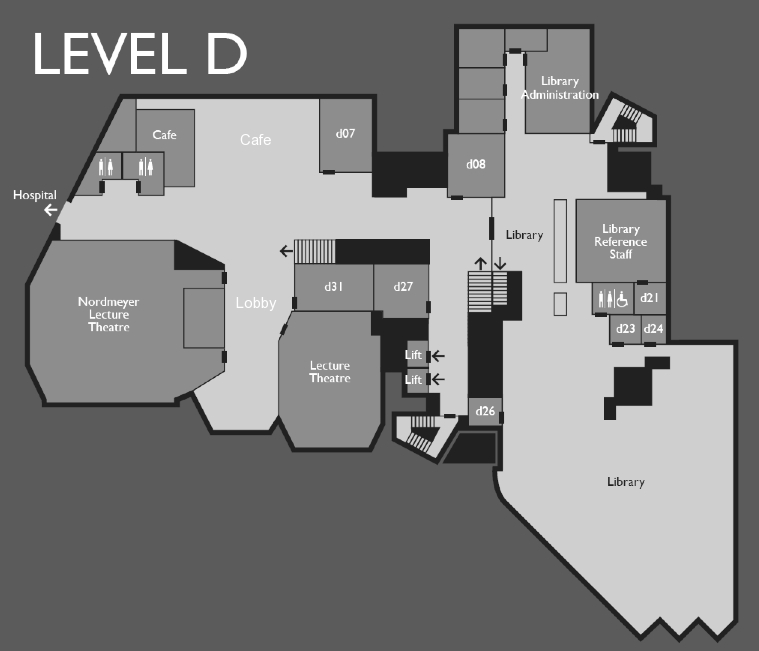 LEVEL D
Library
Administration
Cafe
Cafe
d07
d08
Hospital
Library
Library
Reference
Staff
Nordmeyer
Lecture
Theatre
Lobby
d31
d27
d21
d23
d24
Lecture
Theatre
Lift
Lift
d26
Library